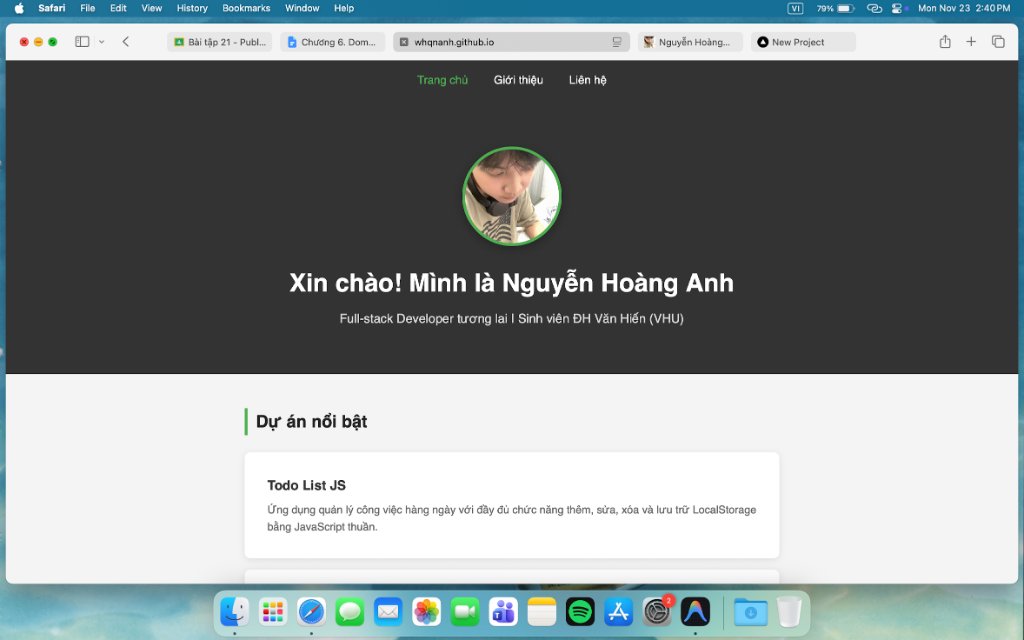 Safari File Edit View History Bookmarks Window Help VI 79% Mon Nov 23 2:40 PM
Bài tập 21 - Publ... Chương 6. Dom... whqnanh.github.io Nguyễn Hoàng... New Project
Trang chủ Giới thiệu Liên hệ
Xin chào! Mình là Nguyễn Hoàng Anh
Full-stack Developer tương lai | Sinh viên ĐH Văn Hiến (VHU)
Dự án nổi bật
Todo List JS
Ứng dụng quản lý công việc hàng ngày với đầy đủ chức năng thêm, sửa, xóa và lưu trữ LocalStorage
bằng JavaScript thuần.
2